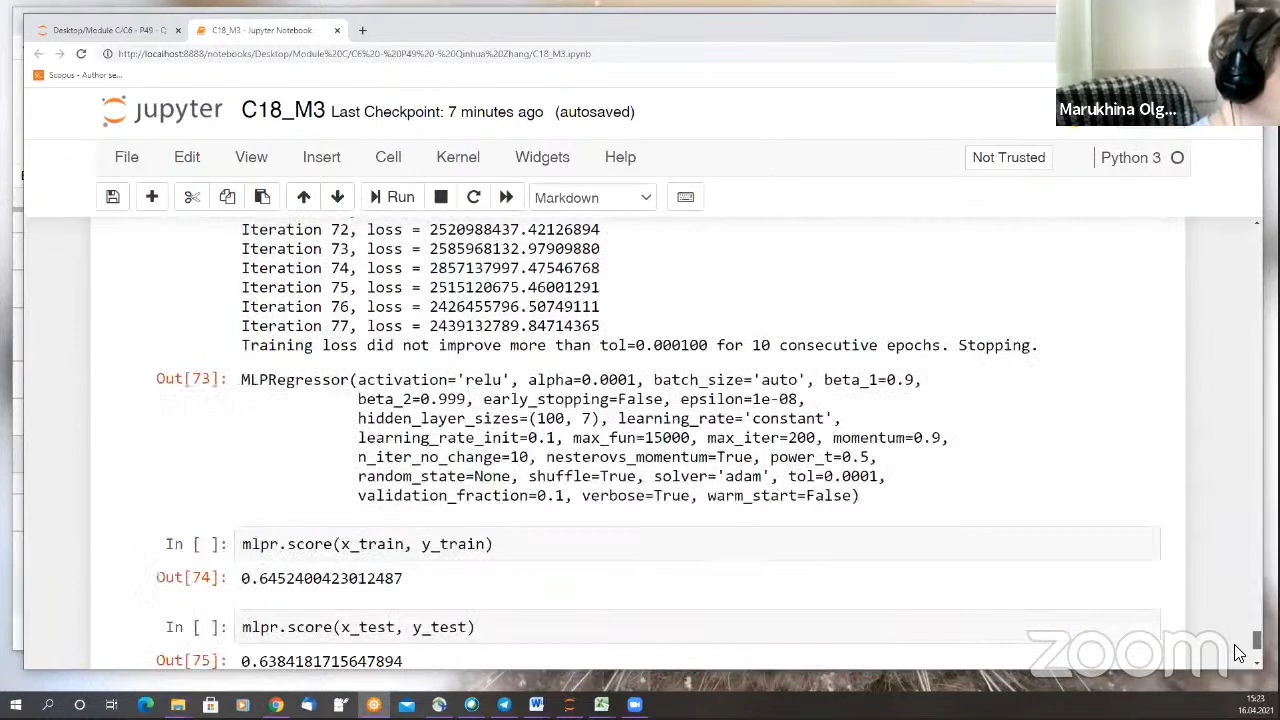 Desktop/Module C/C6 - P49 - Q
C18_M3 - Jupyter Notebook
http://localhost:8888/notebooks/Desktop/Module%20C/C6%20-%20P49%20-%20Qinhua%20Zhang/C18_M3.ipynb
Scopus - Author se...
Marukhina Olg...
jupyter C18_M3 Last Checkpoint: 7 minutes ago (autosaved)
File Edit View Insert Cell Kernel Widgets Help Not Trusted Python 3
Run Markdown
Iteration 72, loss = 2520988437.42126894
Iteration 73, loss = 2585968132.97909880
Iteration 74, loss = 2857137997.47546768
Iteration 75, loss = 2515120675.46001291
Iteration 76, loss = 2426455796.50749111
Iteration 77, loss = 2439132789.84714365
Training loss did not improve more than tol=0.000100 for 10 consecutive epochs. Stopping.
Out[73]: MLPRegressor(activation='relu', alpha=0.0001, batch_size='auto', beta_1=0.9,
beta_2=0.999, early_stopping=False, epsilon=1e-08,
hidden_layer_sizes=(100, 7), learning_rate='constant',
learning_rate_init=0.1, max_fun=15000, max_iter=200, momentum=0.9,
n_iter_no_change=10, nesterovs_momentum=True, power_t=0.5,
random_state=None, shuffle=True, solver='adam', tol=0.0001,
validation_fraction=0.1, verbose=True, warm_start=False)
In [ ]: mlpr.score(x_train, y_train)
Out[74]: 0.6452400423012487
In [ ]: mlpr.score(x_test, y_test)
Out[75]: 0.6384181715647894
zoom
15:23
16.04.2021